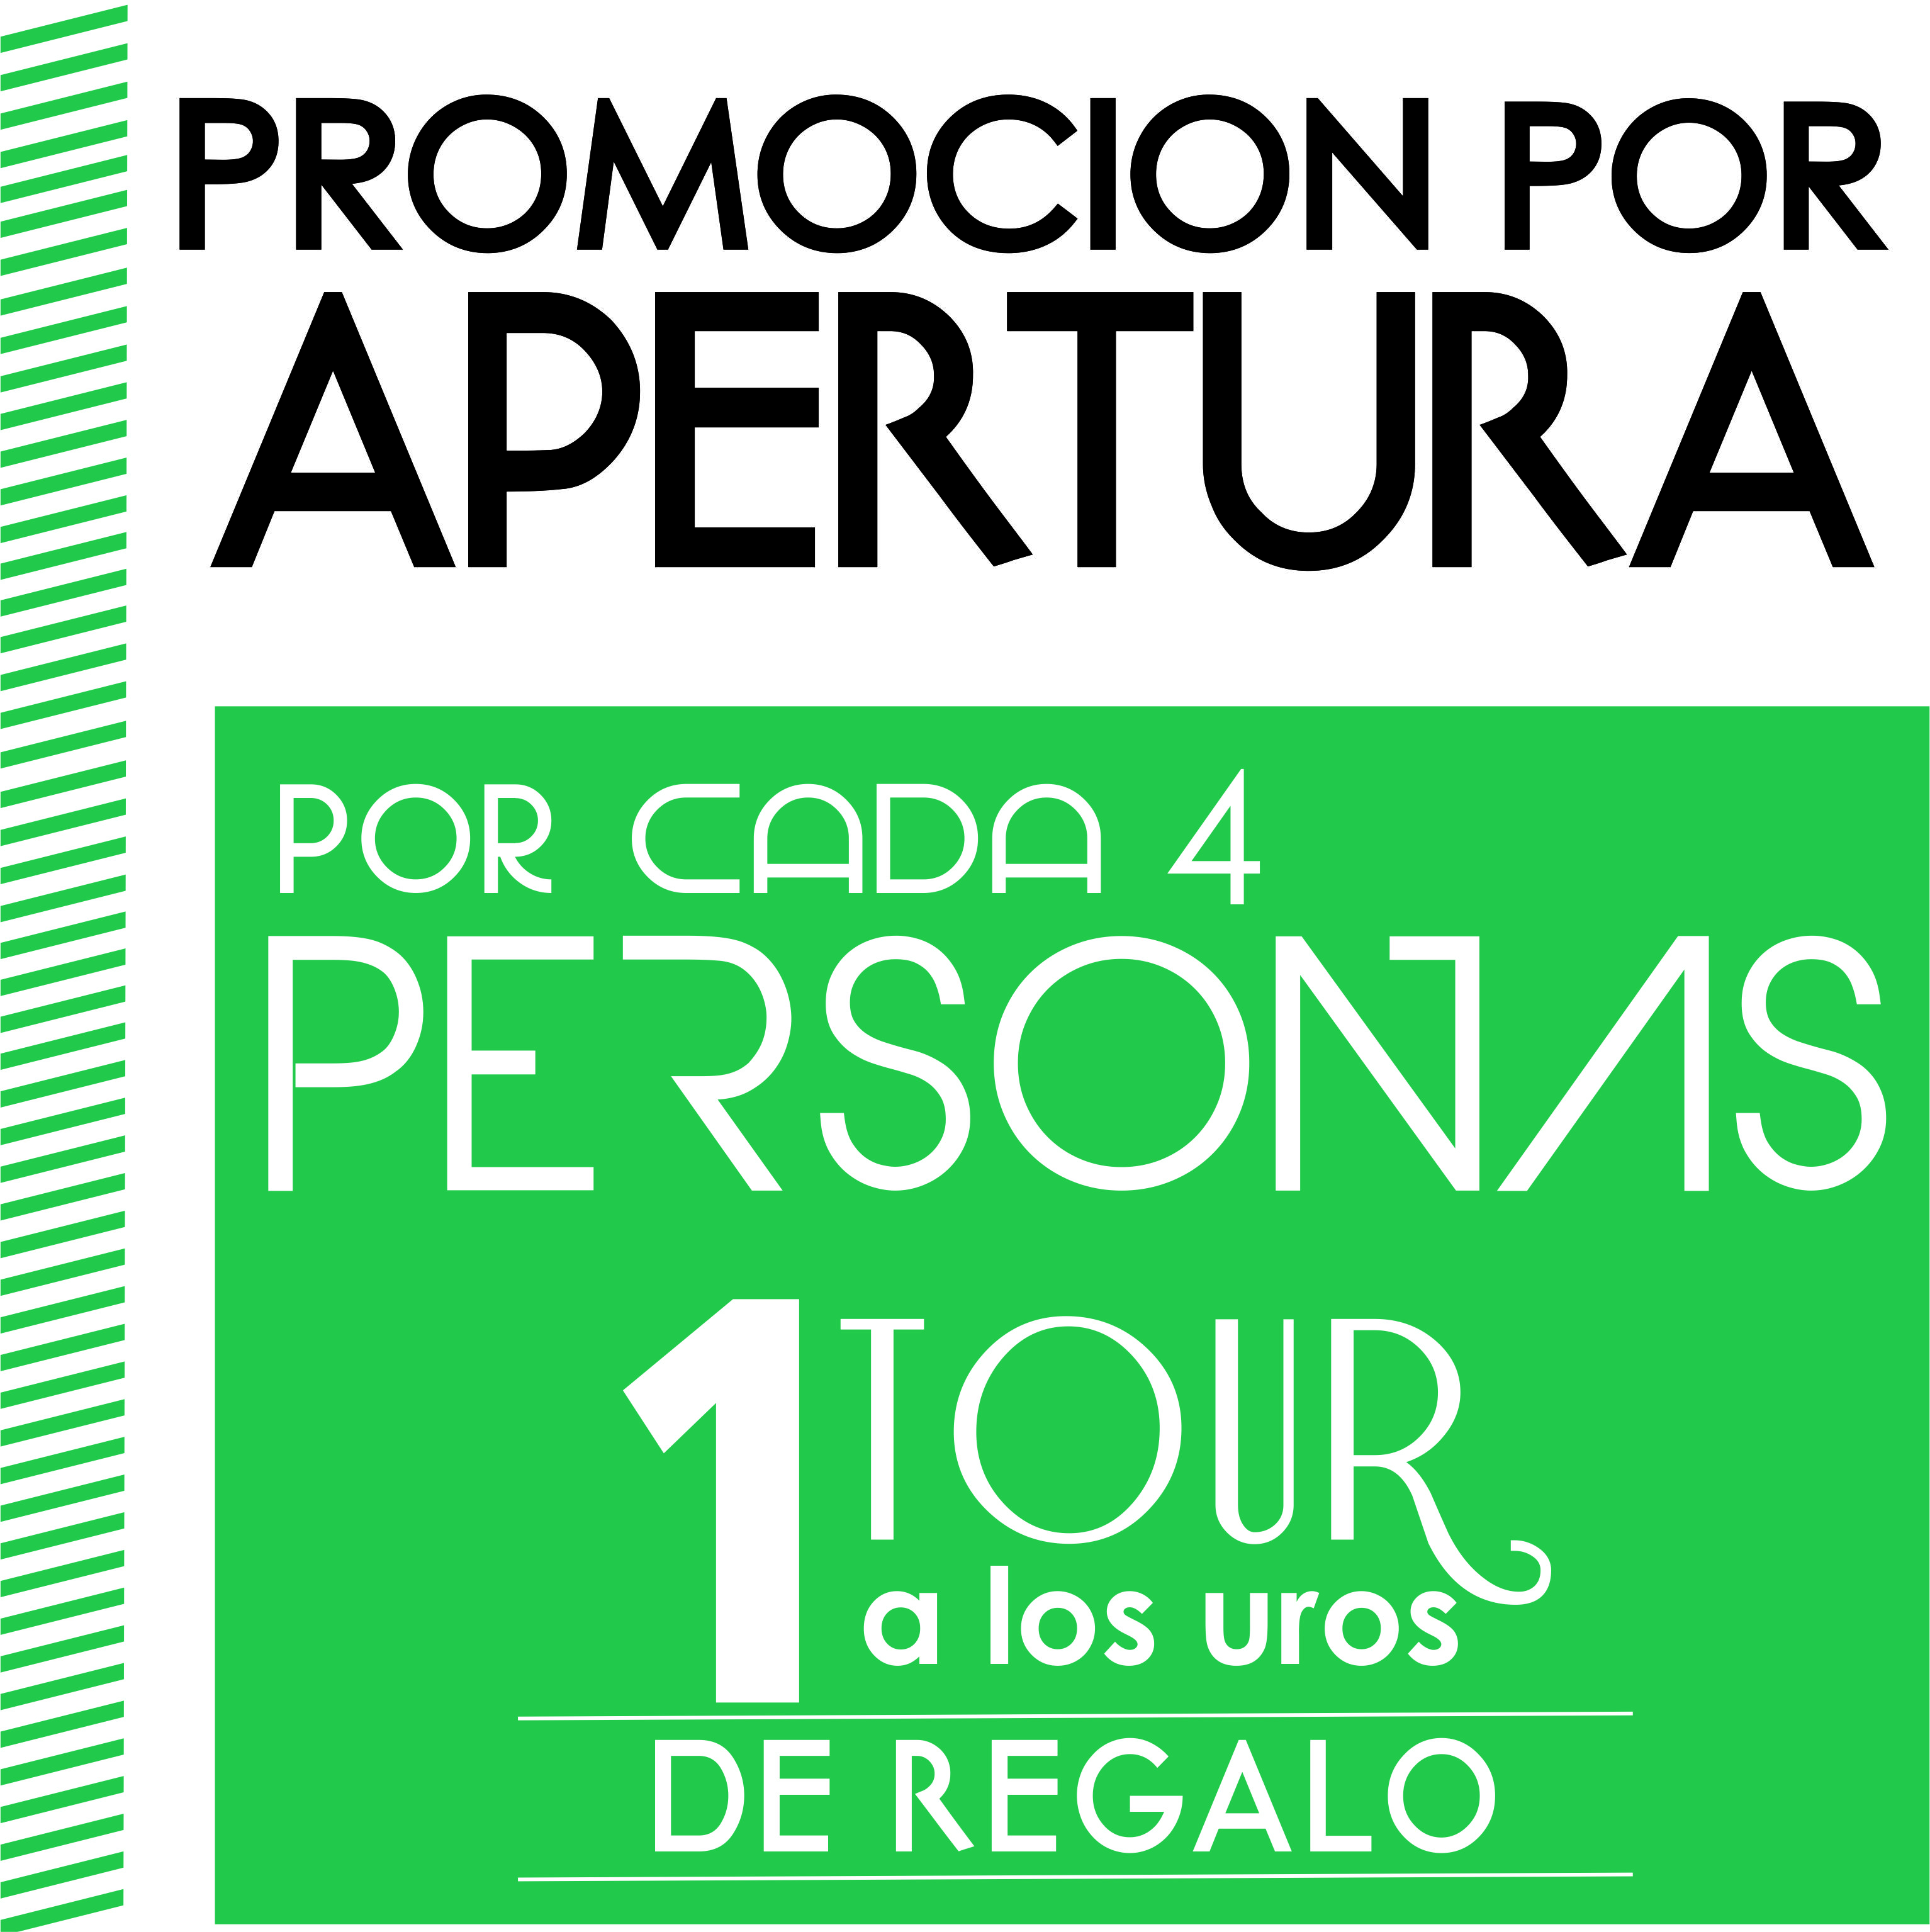 PROMOCION POR
APERTURA
POR CADA 4
PERSONAS
1 TOUR
a los uros
DE REGALO